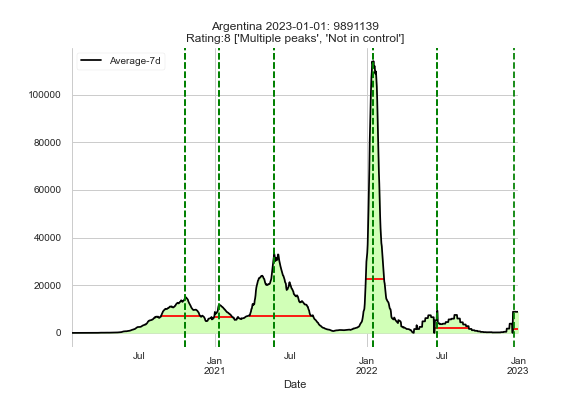 Argentina 2023-01-01: 9891139
Rating:8 ['Multiple peaks', 'Not in control']
Average-7d
100000
80000
60000
40000
20000
0
Jul
Jan
2021
Jul
Jan
2022
Jul
Jan
2023
Date